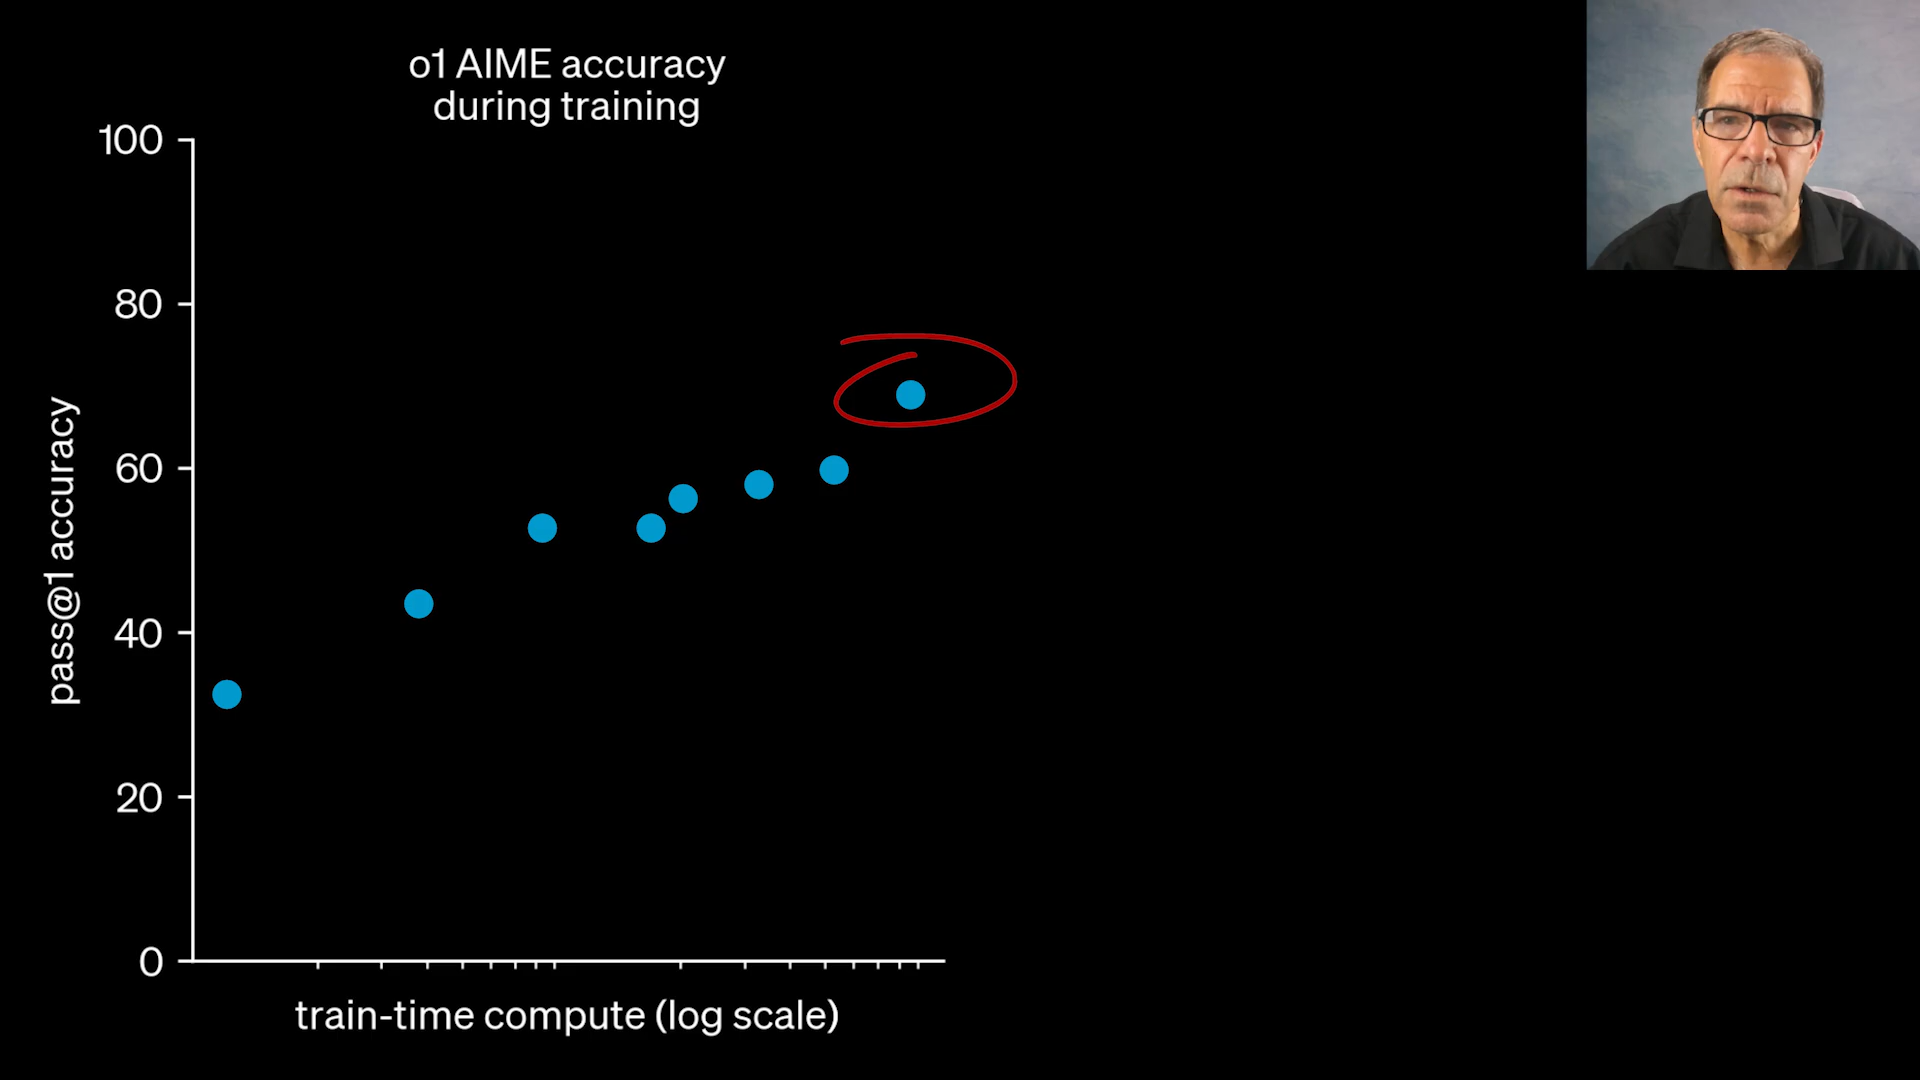 o1 AIME accuracy
during training
100
80
60
40
20
0
pass@1 accuracy
train-time compute (log scale)